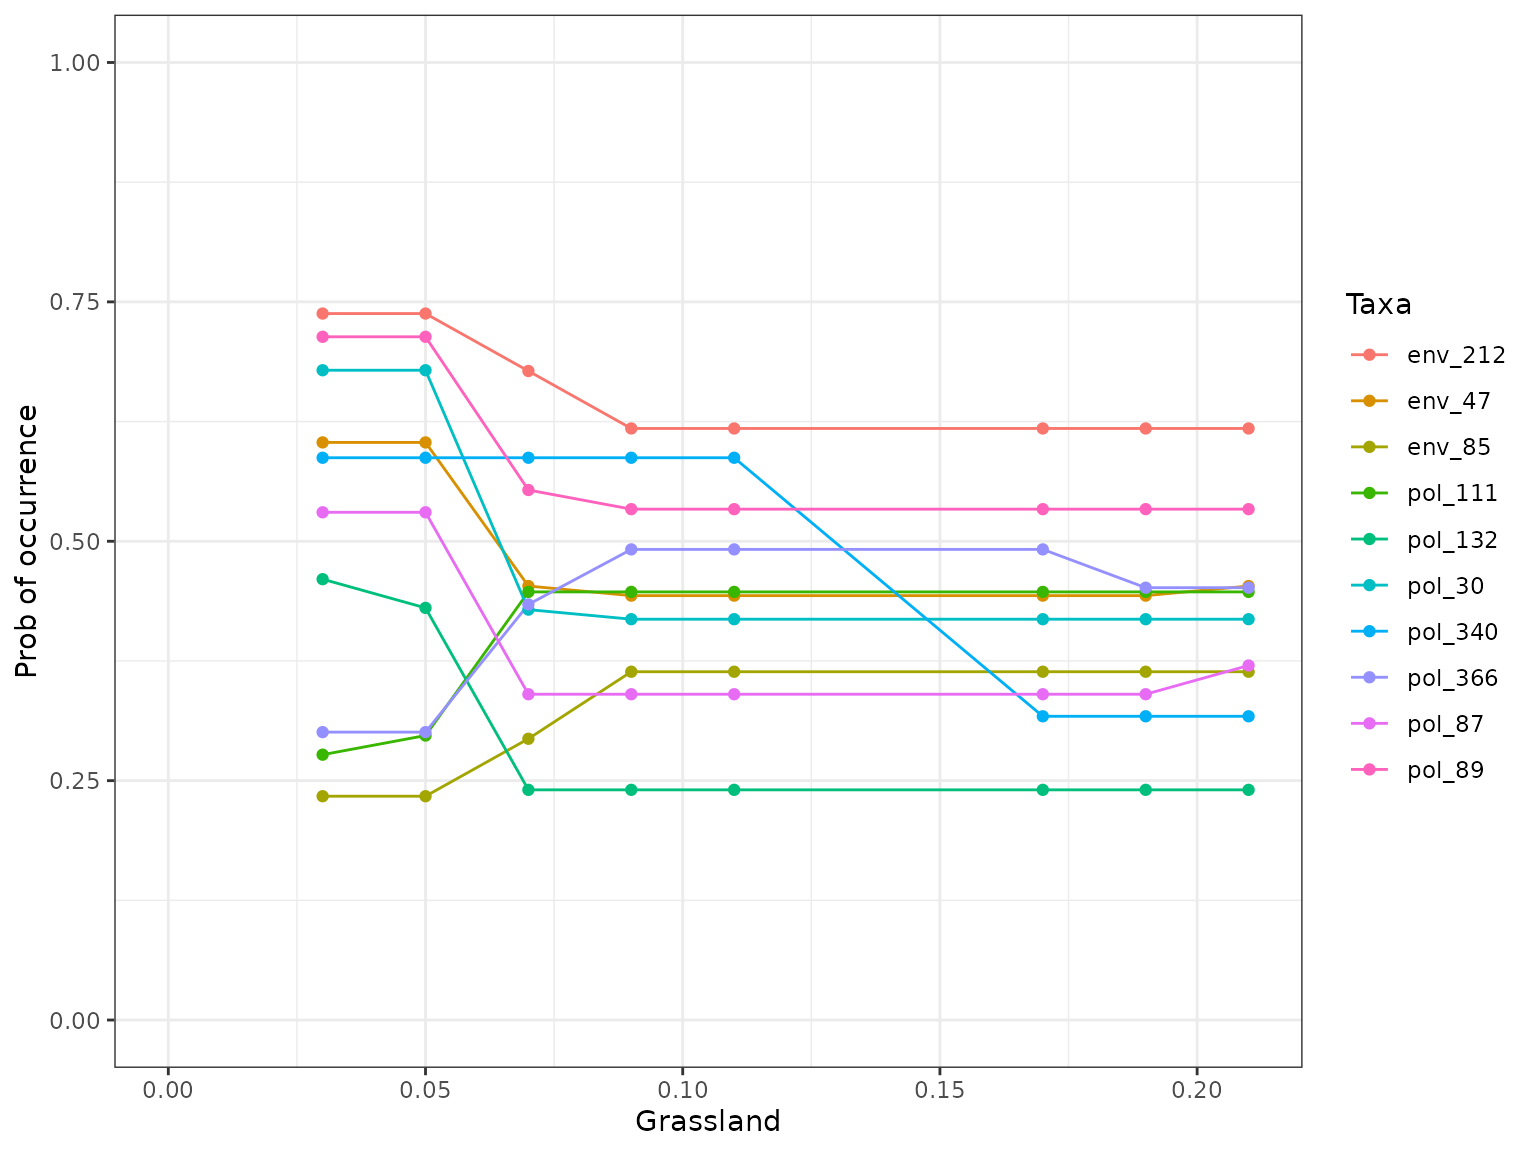 1.00
0.75
0.50
0.25
0.00
Prob of occurrence
0.00 0.05 0.10 0.15 0.20
Grassland
Taxa
env_212
env_47
env_85
pol_111
pol_132
pol_30
pol_340
pol_366
pol_87
pol_89